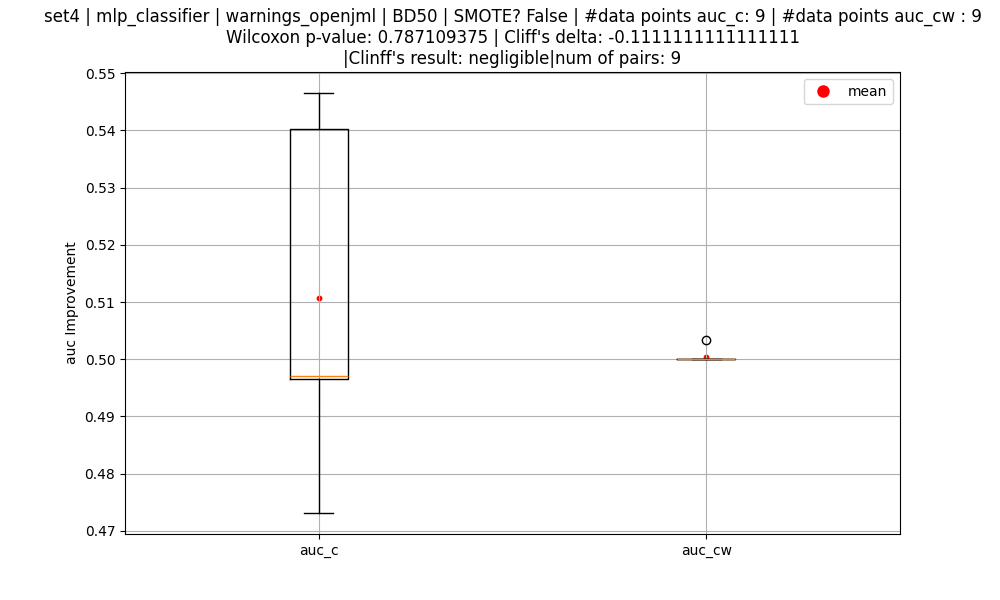 set4 | mlp_classifier | warnings_openjml | BD50 | SMOTE? False | #data points auc_c: 9 | #data points auc_cw : 9
Wilcoxon p-value: 0.787109375 | Cliff's delta: -0.1111111111111111
|Clinff's result: negligible|num of pairs: 9
mean
0.55
0.54
0.53
0.52
0.51
0.50
0.49
0.48
0.47
auc Improvement
auc_c
auc_cw